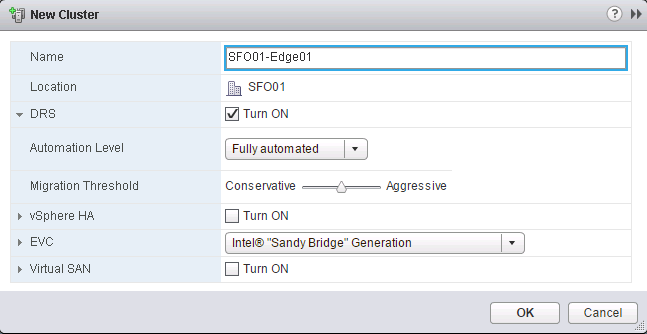 New Cluster
Name SFO01-Edge01
Location SFO01
DRS Turn ON
Automation Level Fully automated
Migration Threshold Conservative Aggressive
vSphere HA Turn ON
EVC Intel® "Sandy Bridge" Generation
Virtual SAN Turn ON
OK Cancel